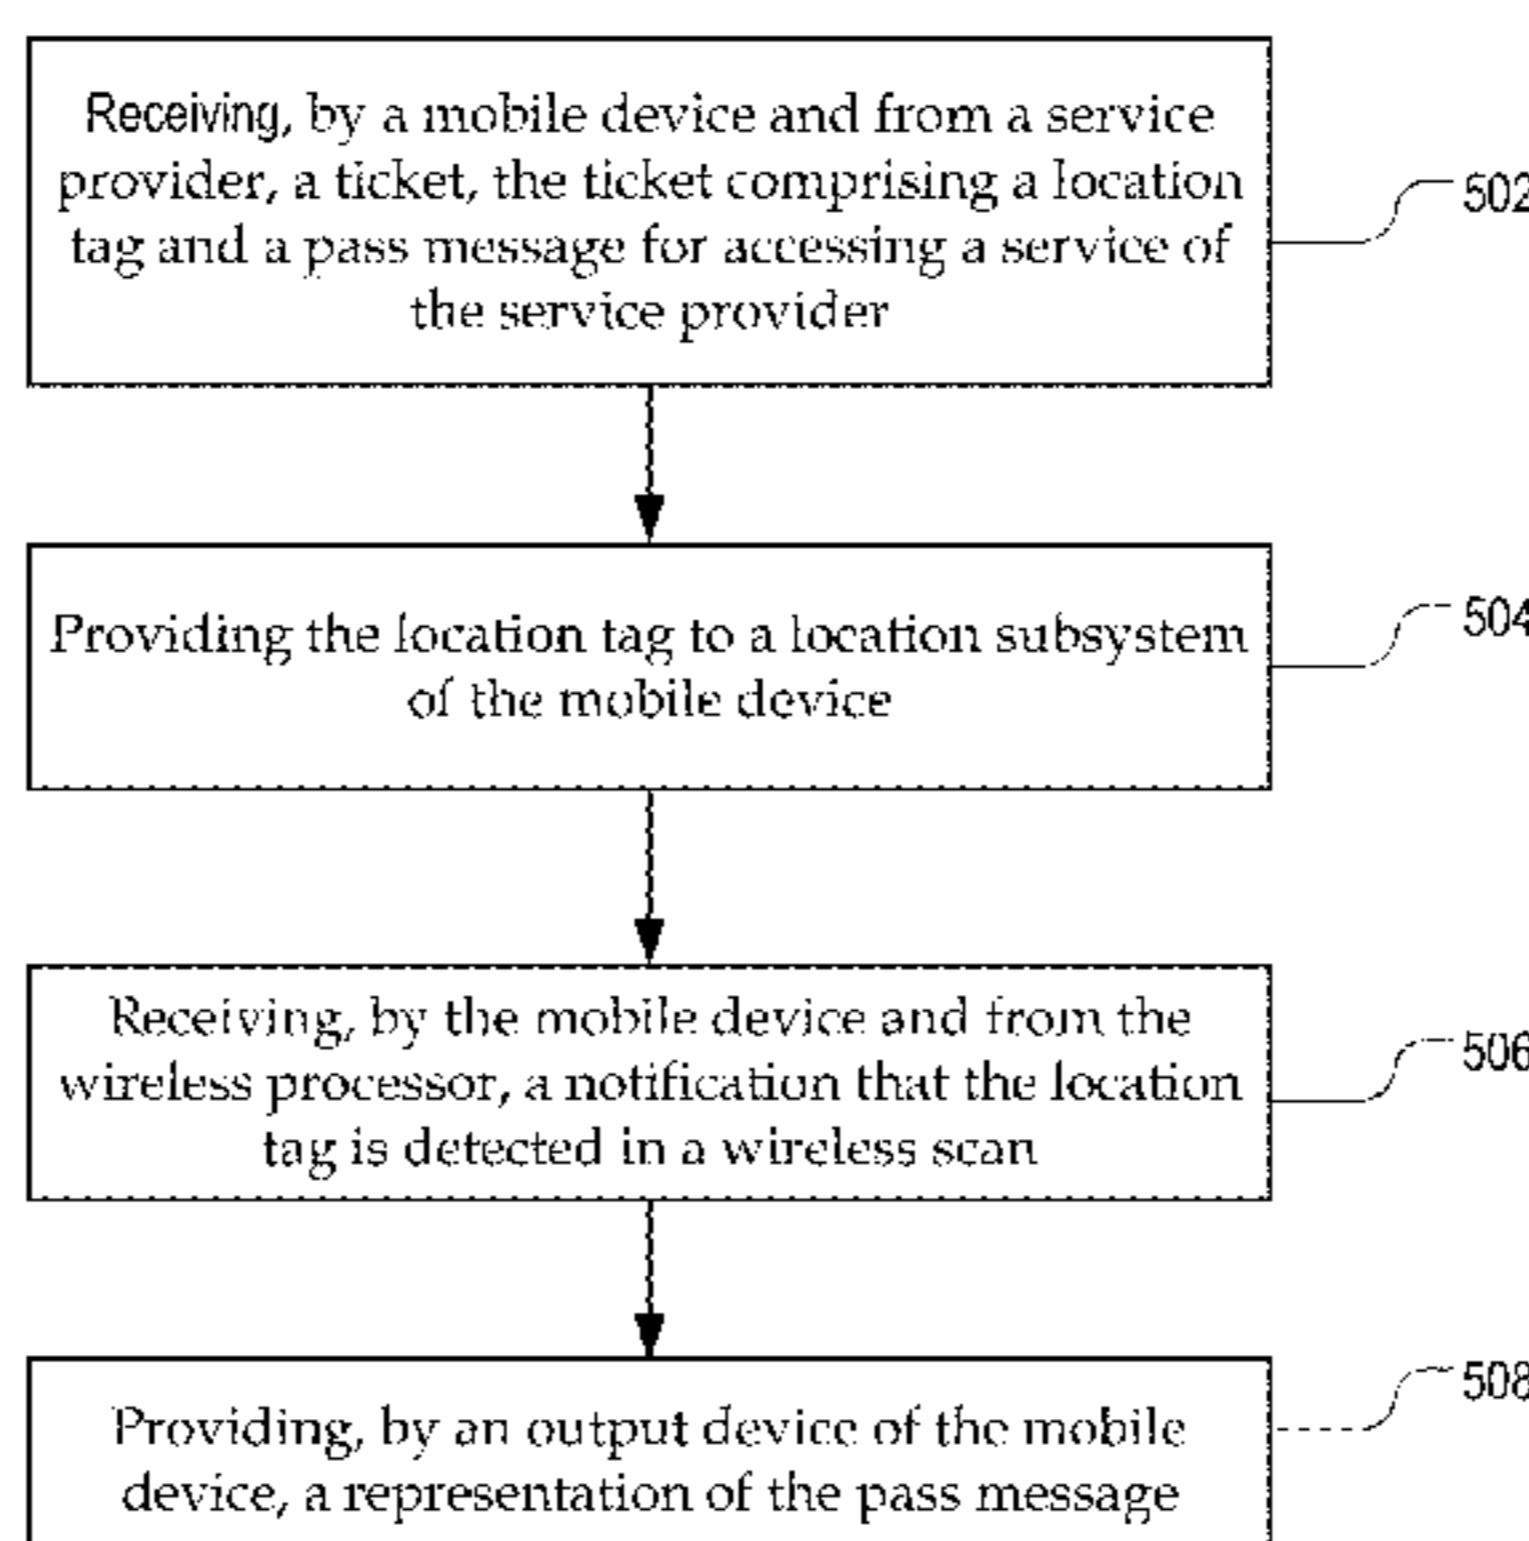 Receiving, by a mobile device and from a service
provider, a ticket, the ticket comprising a location
tag and a pass message for accessing a service of
the service provider
502
Providing the location tag to a location subsystem
of the mobile device
504
Receiving, by the mobile device and from the
wireless processor, a notification that the location
tag is detected in a wireless scan
506
Providing, by an output device of the mobile
device, a representation of the pass message
508